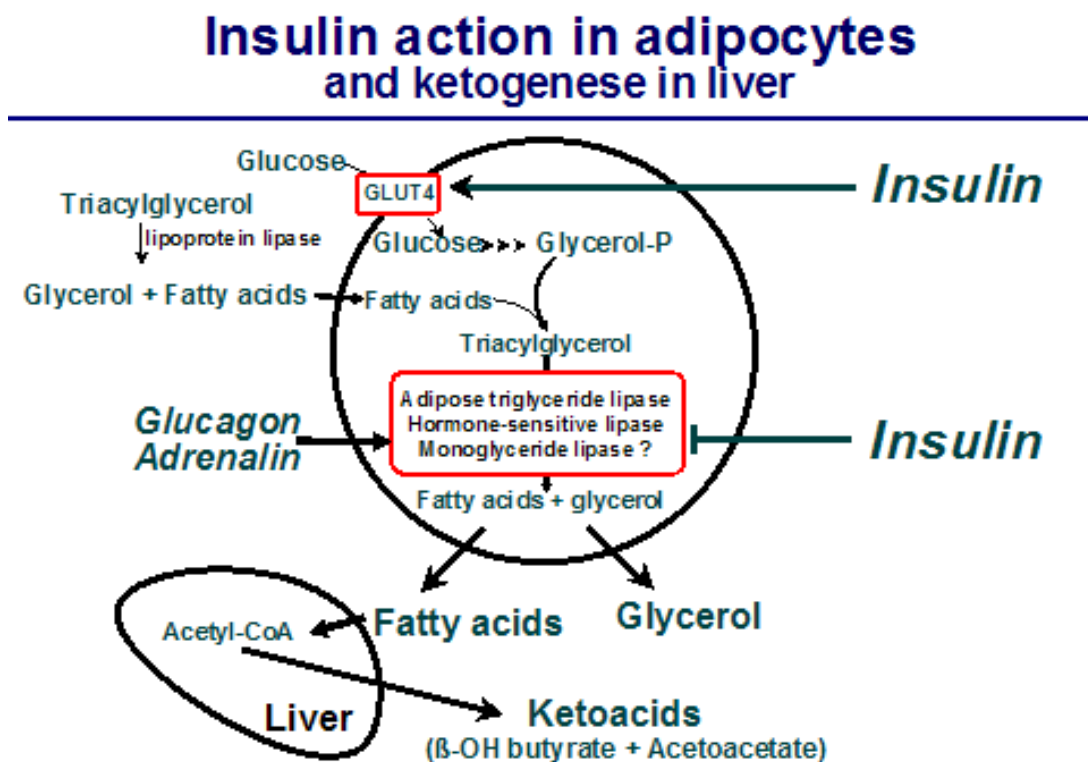 Insulin action in adipocytes
and ketogenese in liver
Glucose
GLUT4
Insulin
Triacylglycerol
lipoprotein lipase
Glucose
Glycerol-P
Glycerol + Fatty acids
Fatty acids
Triacylglycerol
Adipose triglyceride lipase
Hormone-sensitive lipase
Monoglyceride lipase ?
Glucagon
Adrenalin
Insulin
Fatty acids + glycerol
Fatty acids
Glycerol
Acetyl-CoA
Liver
Ketoacids
(ß-OH butyrate + Acetoacetate)